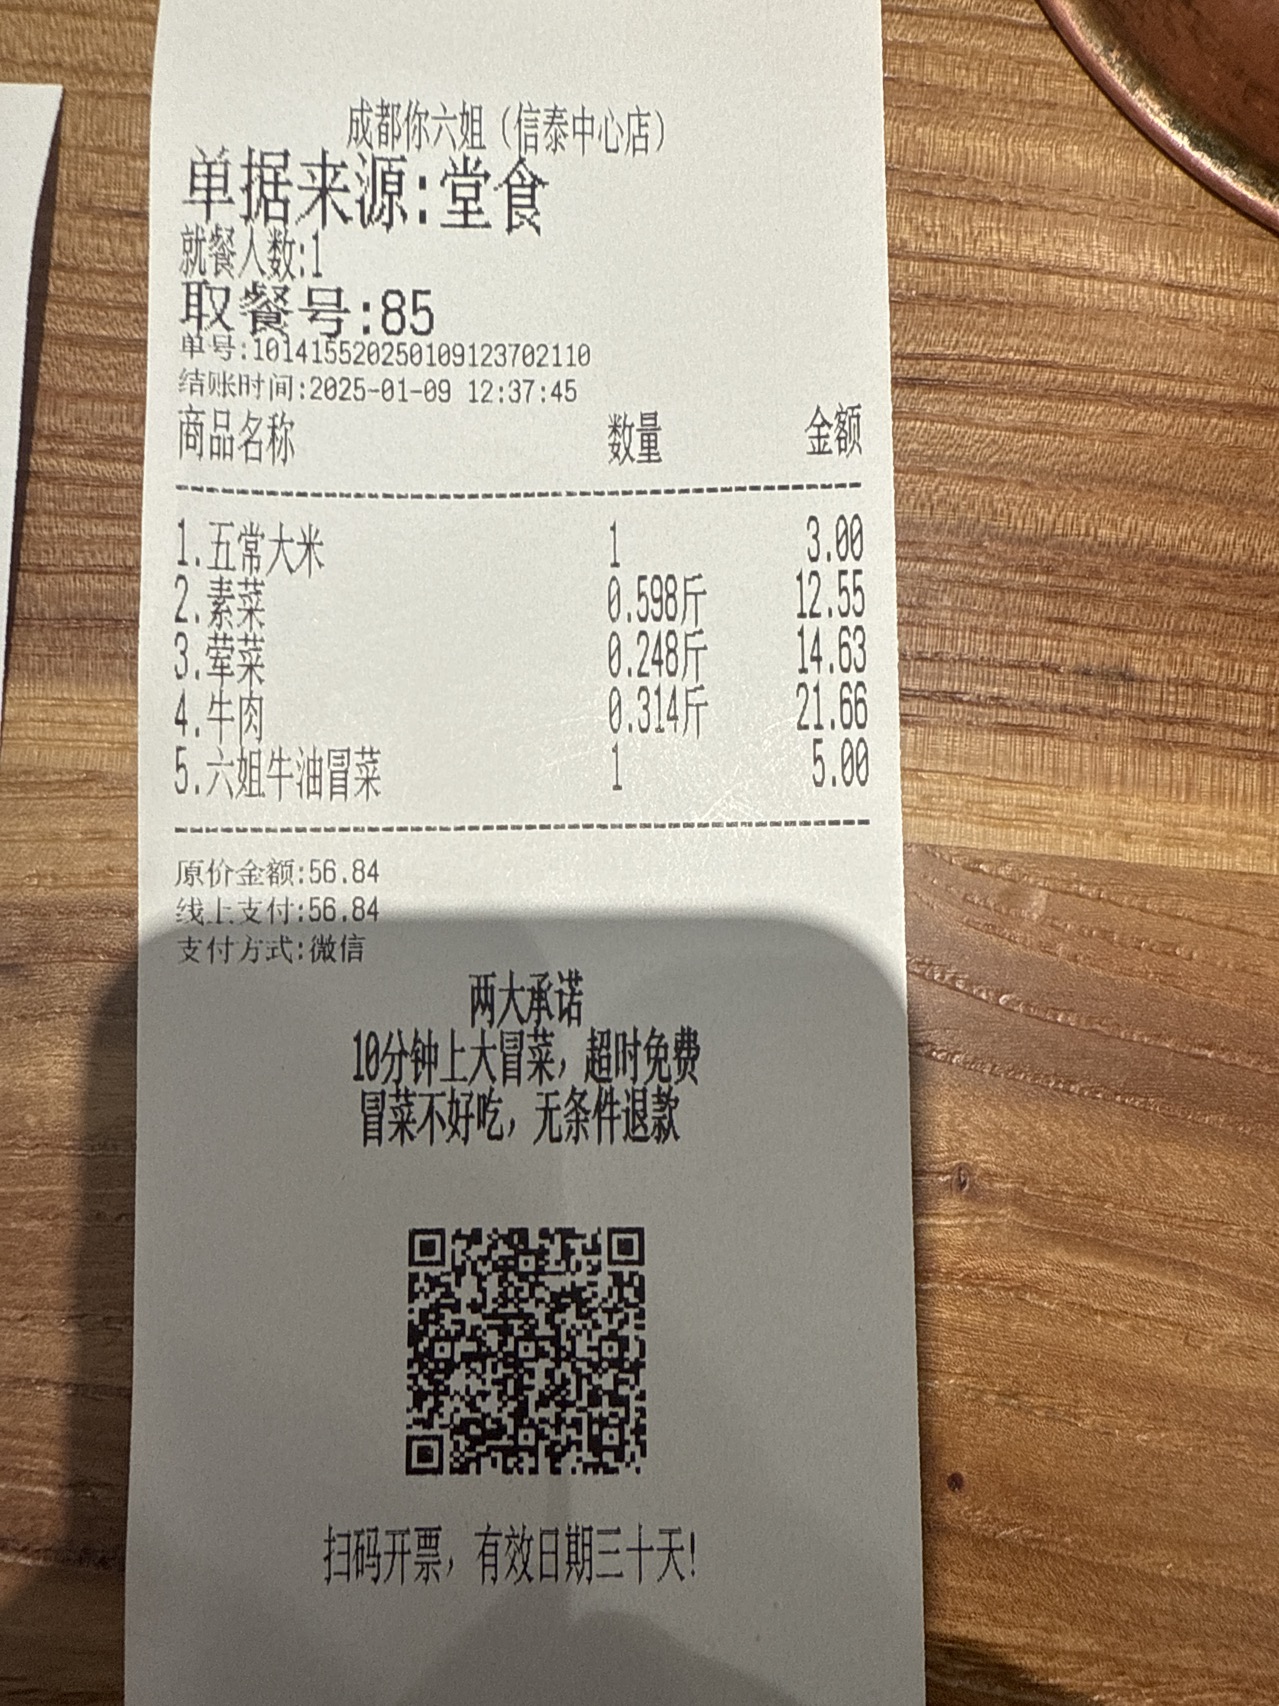 成都你六姐（信泰中心店）
单据来源:堂食
就餐人数:1
取餐号:85
单号:101415520250109123702110
结账时间:2025-01-09 12:37:45
商品名称 数量 金额
1.五常大米 1 3.00
2.素菜 0.598斤 12.55
3.荤菜 0.248斤 14.63
4.牛肉 0.314斤 21.66
5.六姐牛油冒菜 1 5.00
原价金额:56.84
线上支付:56.84
支付方式:微信
两大承诺
10分钟上大冒菜，超时免费
冒菜不好吃，无条件退款
扫码开票，有效日期三十天!